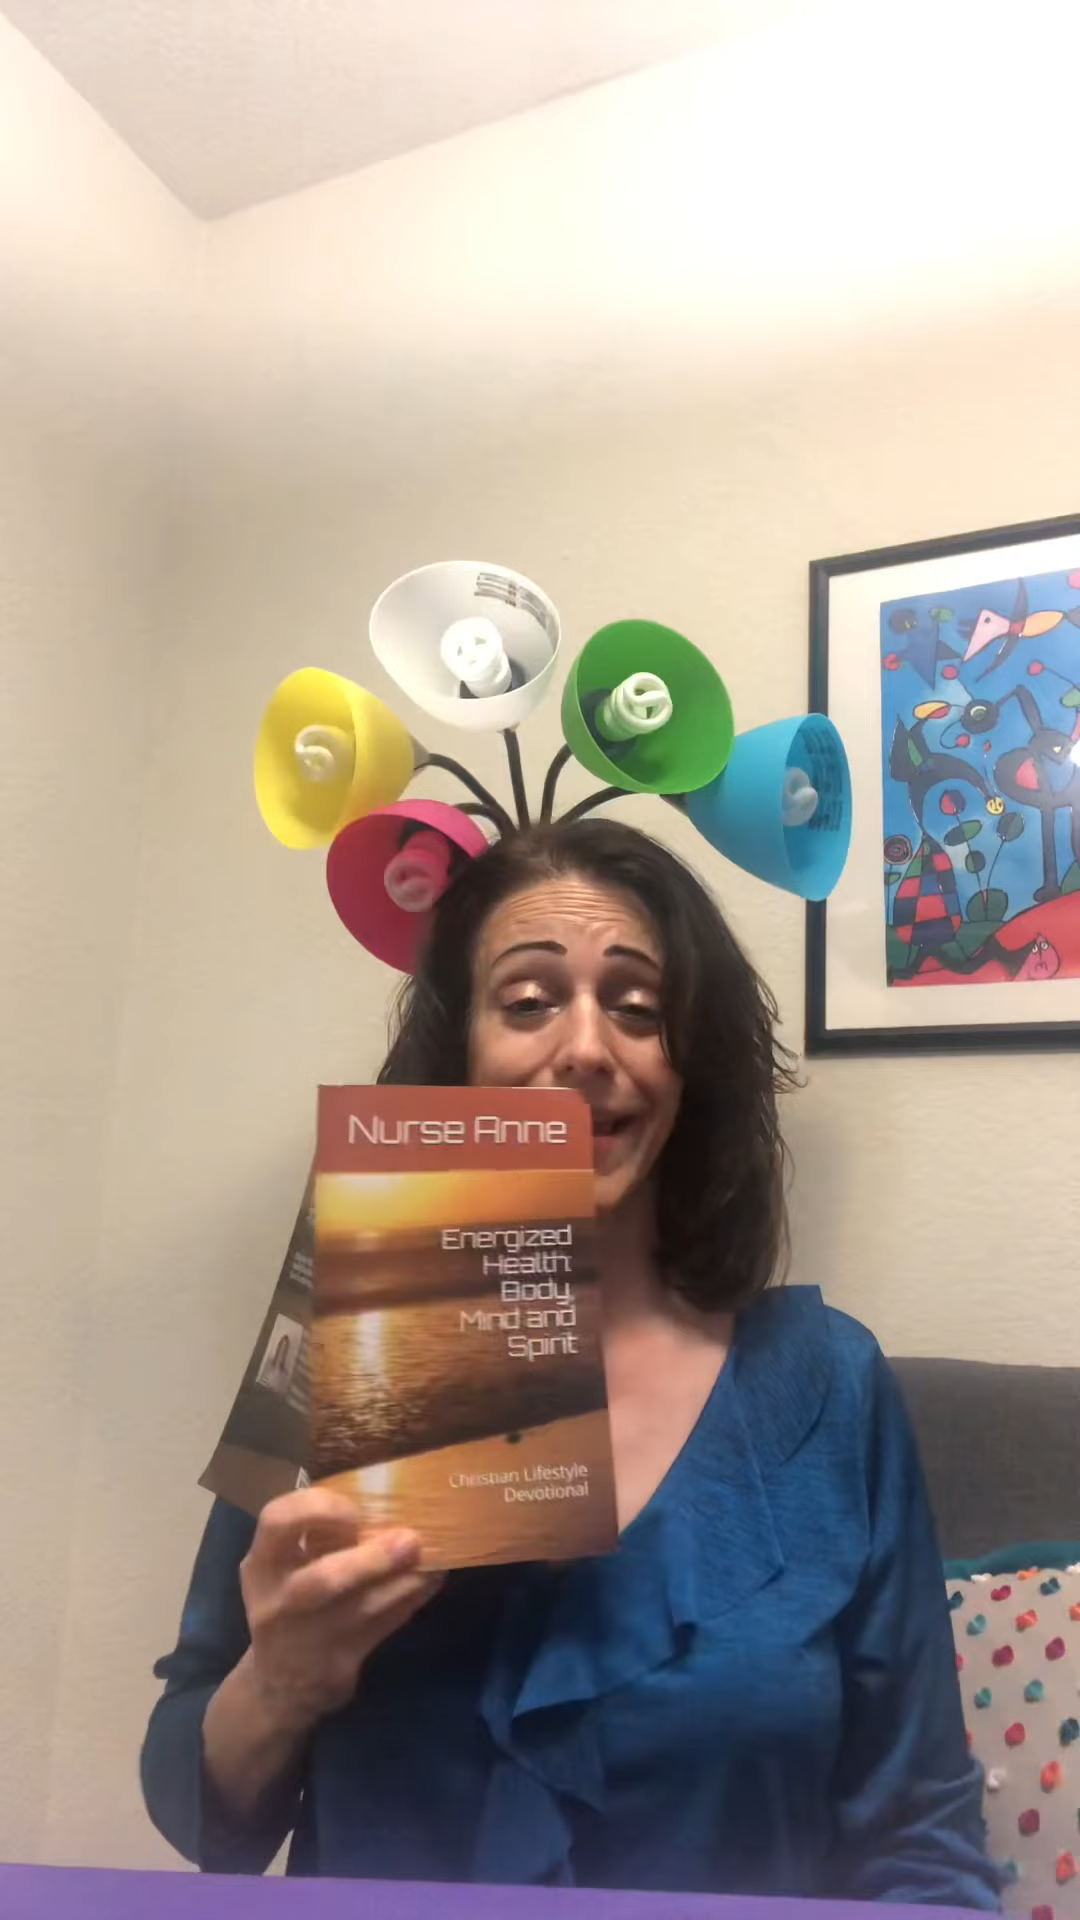 Nurse Anne
Energized
Health:
Body,
Mind and
Spirit
Christian Lifestyle
Devotional